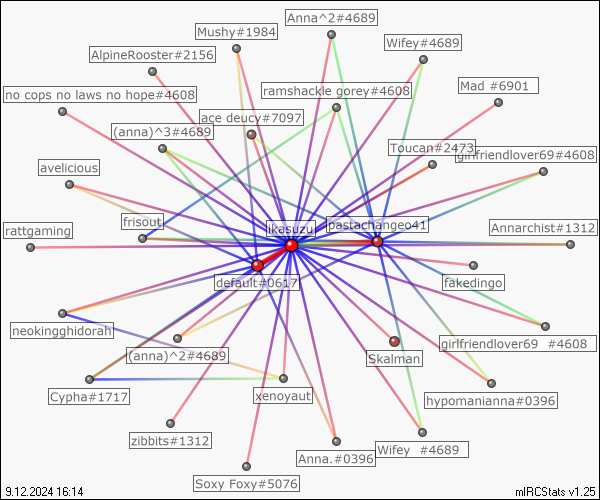 Anna^2#4689
Mushy#1984
Wifey#4689
AlpineRooster#2156
Mad #6901
no cops no laws no hope#4608
ramshackle gorey#4608
ace deucy#7097
(anna)^3#4689
Toucan#2473
girlfriendlover69#4608
avelicious
frisout
ikasuzu
pastachangeo41
rattgaming
Annarchist#1312
default#0617
fakedingo
neokingghidorah
(anna)^2#4689
girlfriendlover69 #4608
Skalman
Cypha#1717
xenoyaut
hypomanianna#0396
zibbits#1312
Anna.#0396
Wifey #4689
Soxy Foxy#5076
9.12.2024 16:14
mIRCStats v1.25